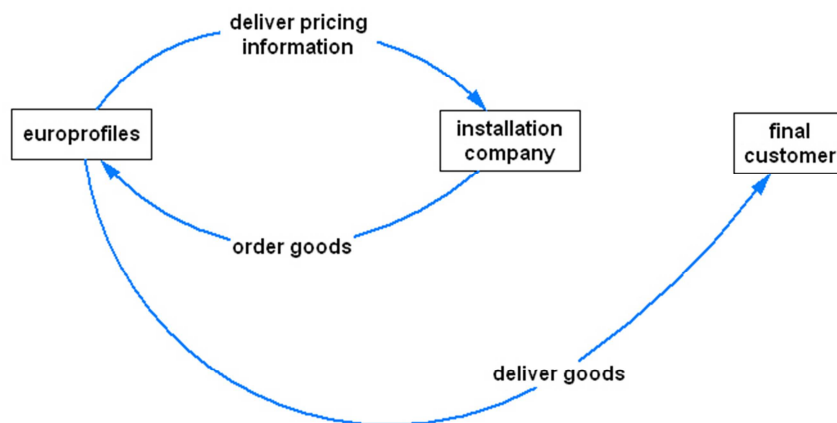 deliver pricing
information
europrofiles
installation
company
final
customer
order goods
deliver goods